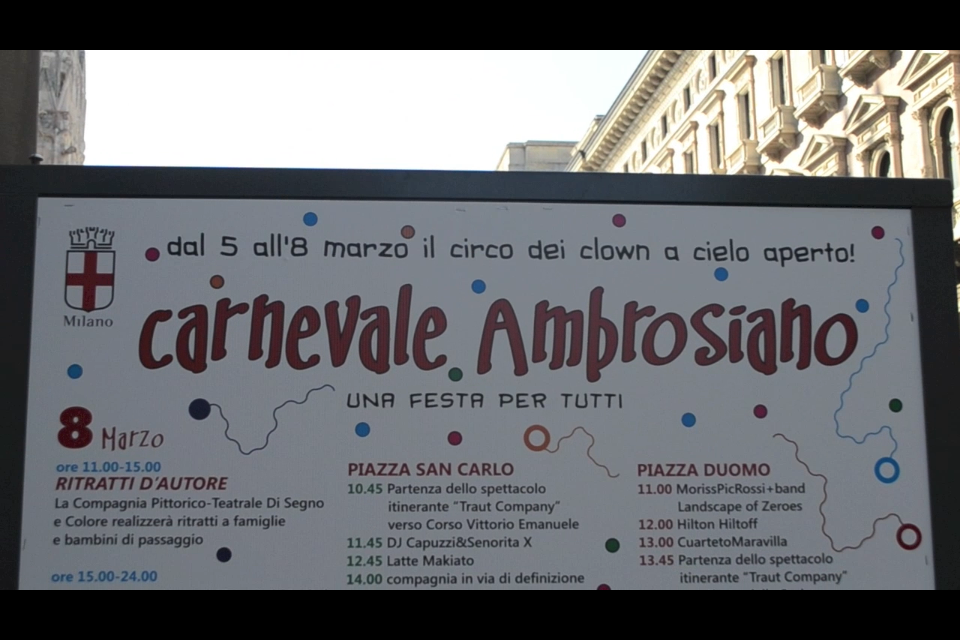 dal 5 all'8 marzo il circo dei clown a cielo aperto!
Milano
carnevale Ambrosiano
UNA FESTA PER TUTTI
8 Marzo
ore 11.00-15.00
RITRATTI D'AUTORE
La Compagnia Pittorico-Teatrale Di Segno
e Colore realizzerà ritratti a famiglie
e bambini di passaggio
ore 15.00-24.00
PIAZZA SAN CARLO
10.45 Partenza dello spettacolo
itinerante "Traut Company"
verso Corso Vittorio Emanuele
11.45 DJ Capuzzi&Senorita X
12.45 Latte Makiato
14.00 compagnia in via di definizione
PIAZZA DUOMO
11.00 MorissPicRossi+band
Landscape of Zeroes
12.00 Hilton Hiltoff
13.00 CuartetoMaravilla
13.45 Partenza dello spettacolo
itinerante "Traut Company"